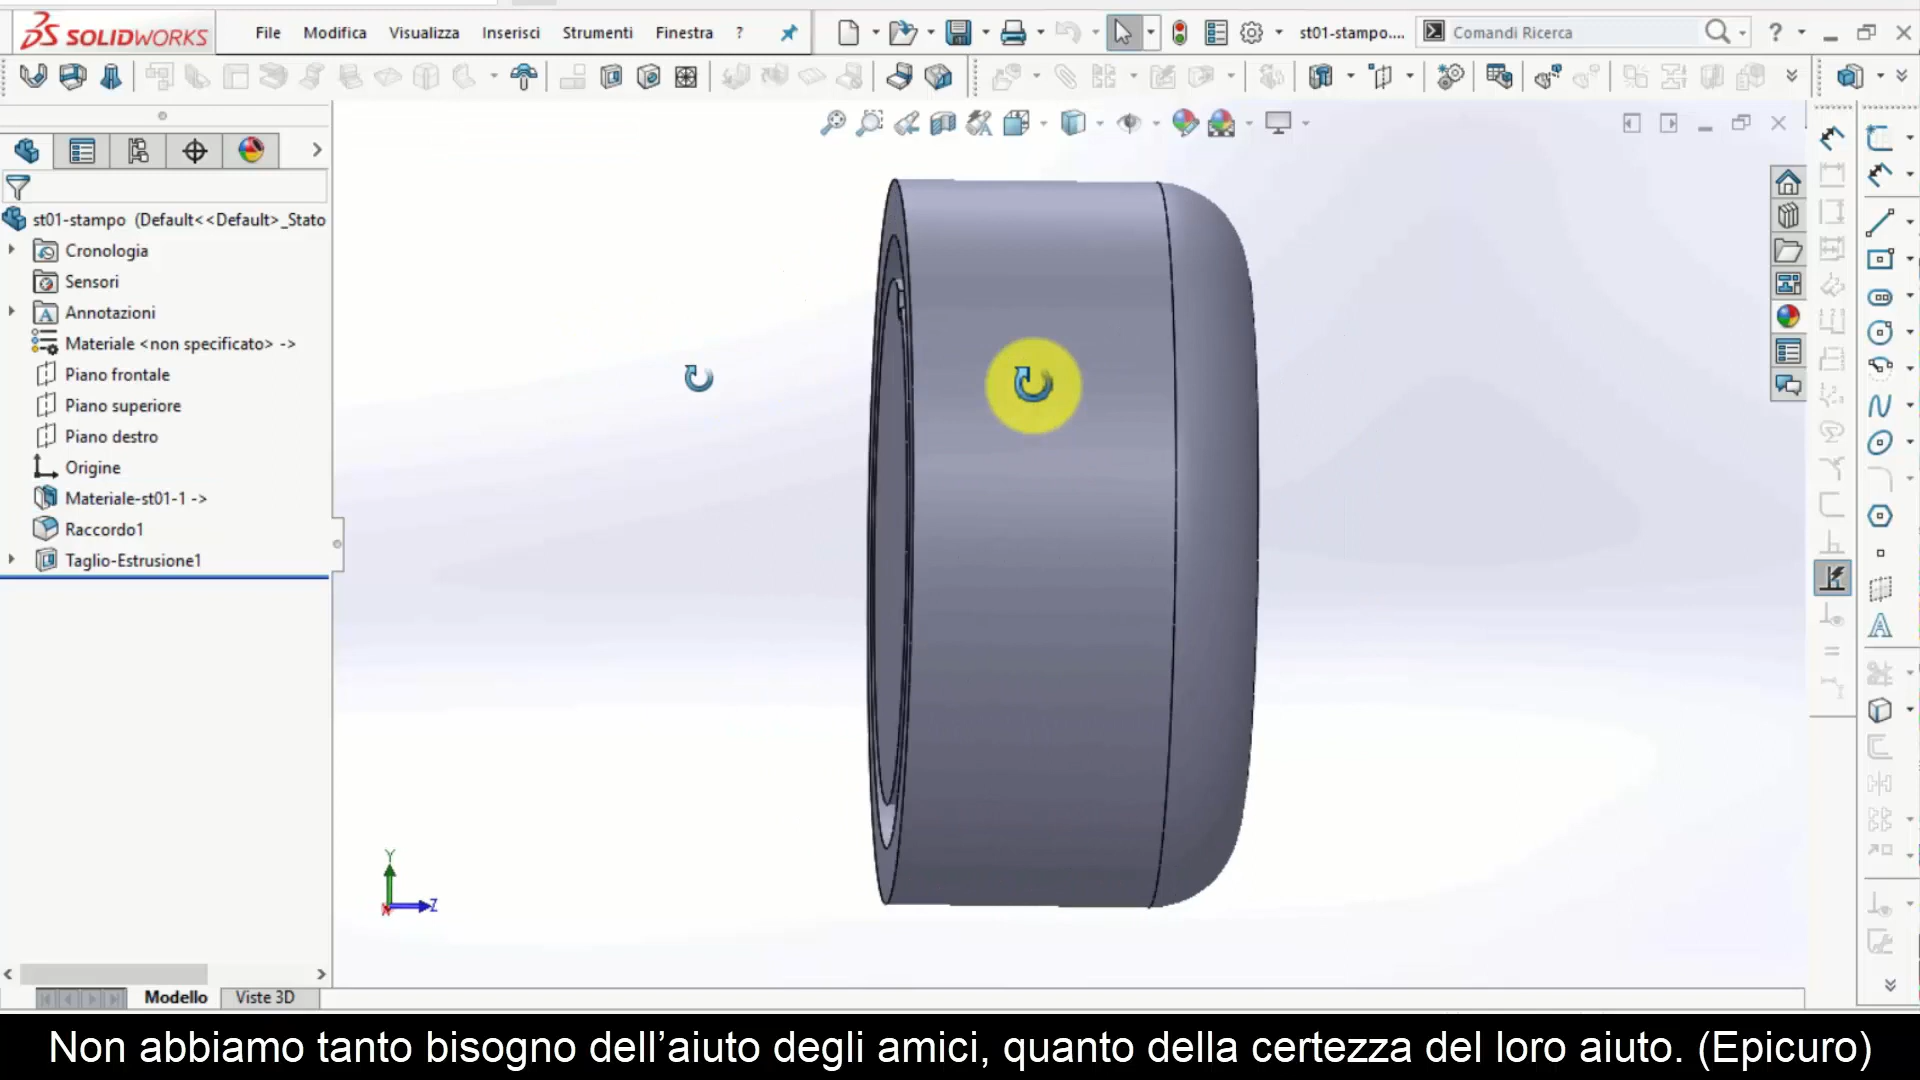 SOLIDWORKS
File Modifica Visualizza Inserisci Strumenti Finestra ?
st01-stampo....
Comandi Ricerca
?
st01-stampo (Default<<Default>_Stato
Cronologia
Sensori
Annotazioni
Materiale <non specificato> ->
Piano frontale
Piano superiore
Piano destro
Origine
Materiale-st01-1 ->
Raccordo1
Taglio-Estrusione1
Y
Z
Modello Viste 3D
Non abbiamo tanto bisogno dell’aiuto degli amici, quanto della certezza del loro aiuto. (Epicuro)